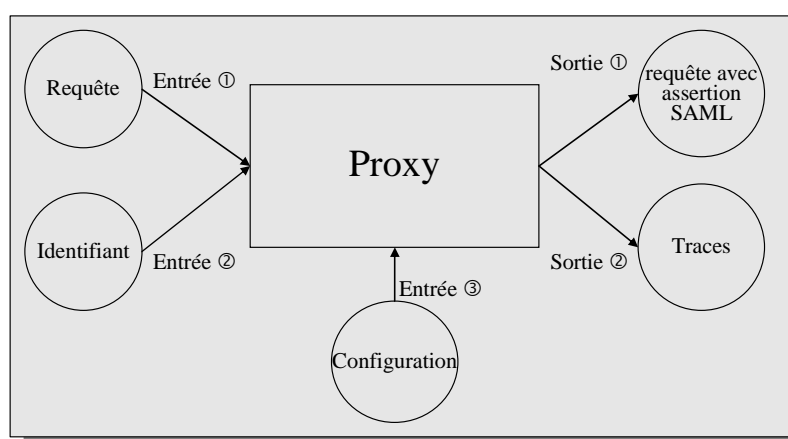 Requête
Entrée ①
Sortie ①
requête avec
assertion
SAML
Proxy
Identifiant
Entrée ②
Sortie ②
Traces
Entrée ③
Configuration